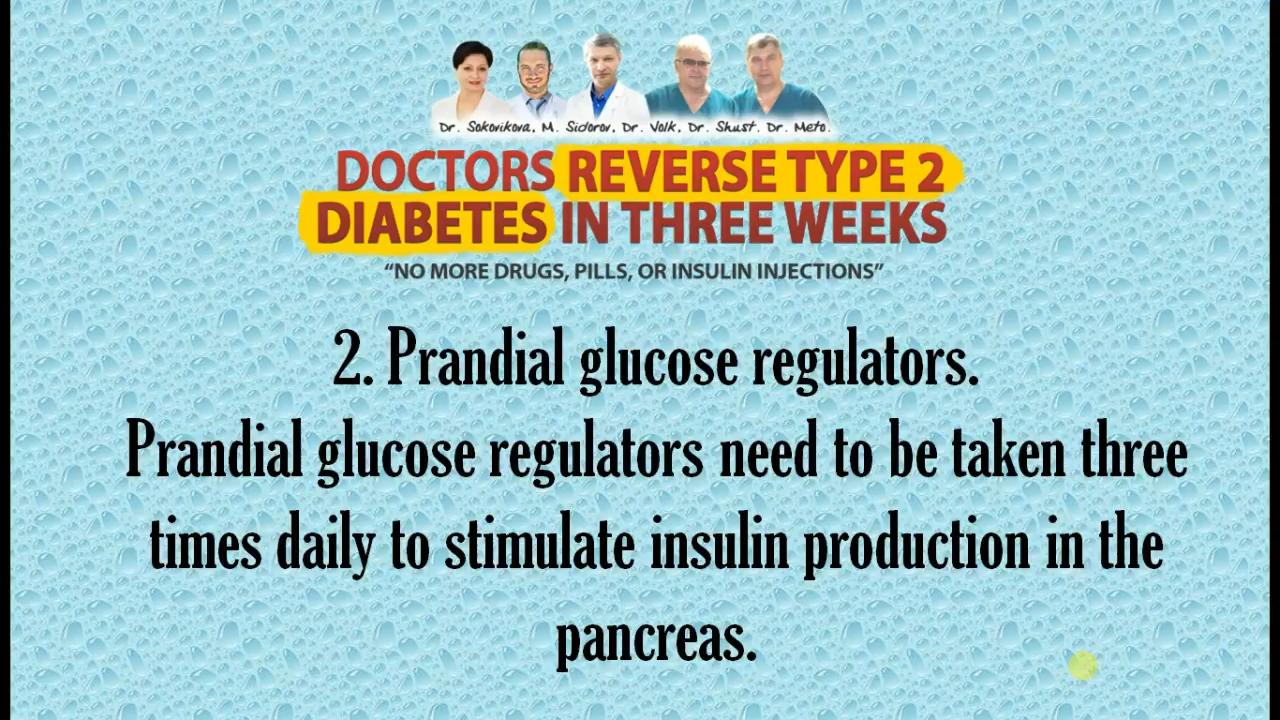 Dr. Sokovikova, M. Sidorov, Dr. Volk, Dr. Shust, Dr. Meto.
DOCTORS REVERSE TYPE 2
DIABETES IN THREE WEEKS
“NO MORE DRUGS, PILLS, OR INSULIN INJECTIONS”
2. Prandial glucose regulators.
Prandial glucose regulators need to be taken three
times daily to stimulate insulin production in the
pancreas.